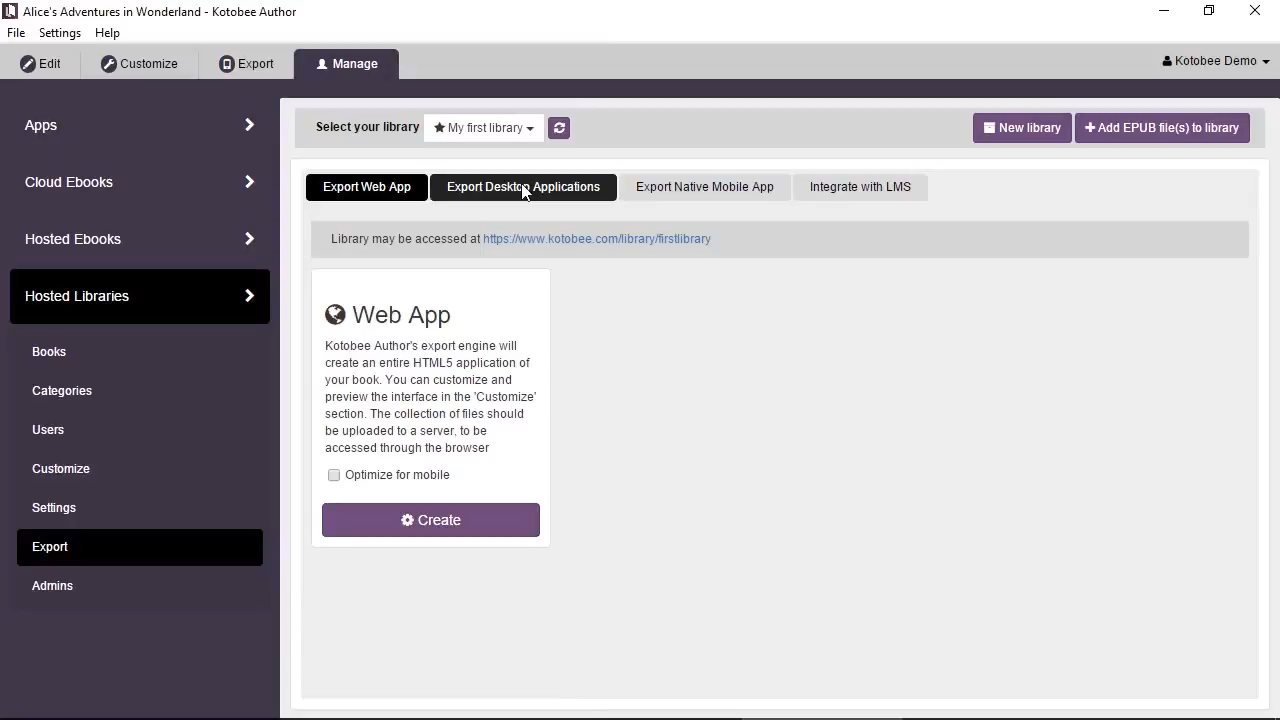 Alice's Adventures in Wonderland - Kotobee Author
File Settings Help
Edit Customize Export Manage Kotobee Demo
Apps
Cloud Ebooks
Hosted Ebooks
Hosted Libraries
Books
Categories
Users
Customize
Settings
Export
Admins
Select your library My first library New library Add EPUB file(s) to library
Export Web App Export Desktop Applications Export Native Mobile App Integrate with LMS
Library may be accessed at https://www.kotobee.com/library/firstlibrary
Web App
Kotobee Author's export engine will
create an entire HTML5 application of
your book. You can customize and
preview the interface in the 'Customize'
section. The collection of files should
be uploaded to a server, to be
accessed through the browser
Optimize for mobile
Create